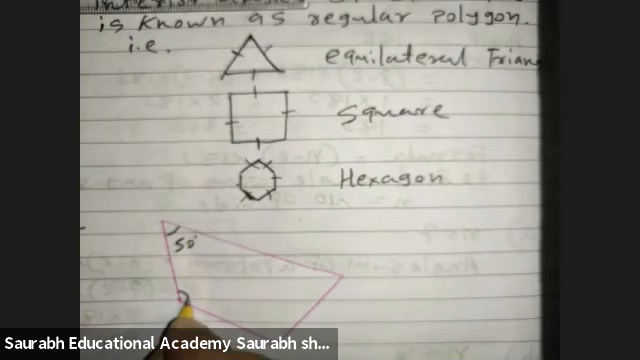 is known as regular polygon.
i.e.
equilateral Trian
Square
Hexagon
50°
Saurabh Educational Academy Saurabh sh...